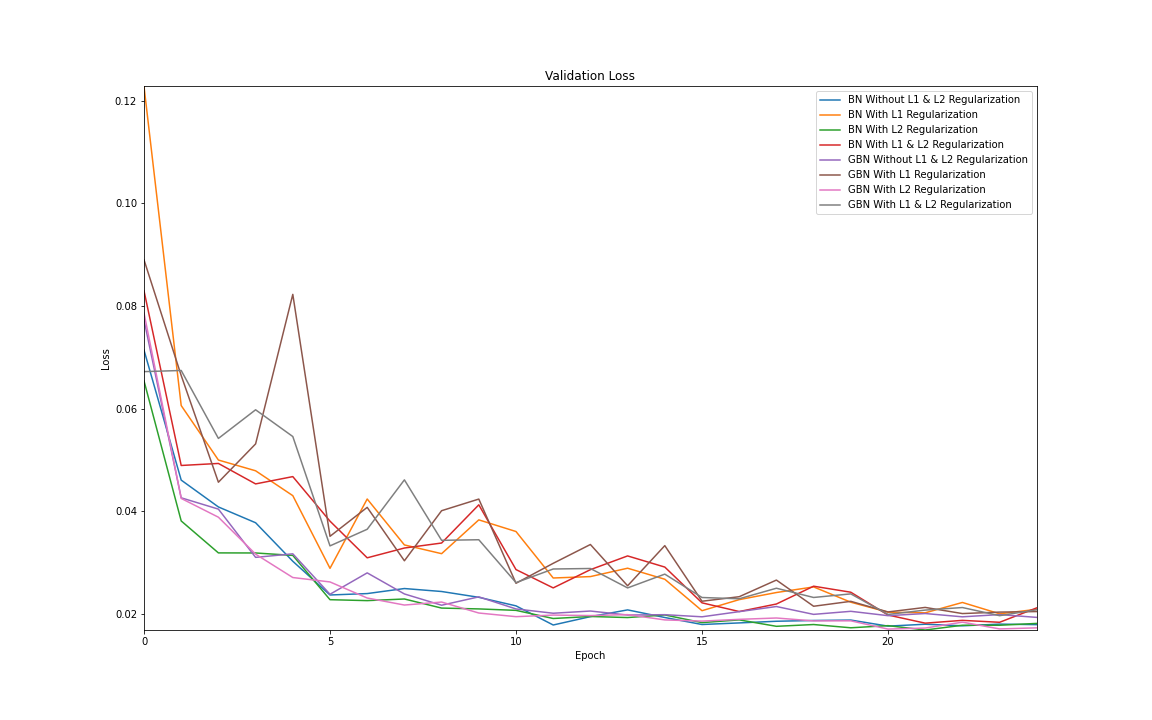 Validation Loss
0.12
0.10
0.08
0.06
0.04
0.02
Loss
0
5
10
15
20
Epoch
BN Without L1 & L2 Regularization
BN With L1 Regularization
BN With L2 Regularization
BN With L1 & L2 Regularization
GBN Without L1 & L2 Regularization
GBN With L1 Regularization
GBN With L2 Regularization
GBN With L1 & L2 Regularization